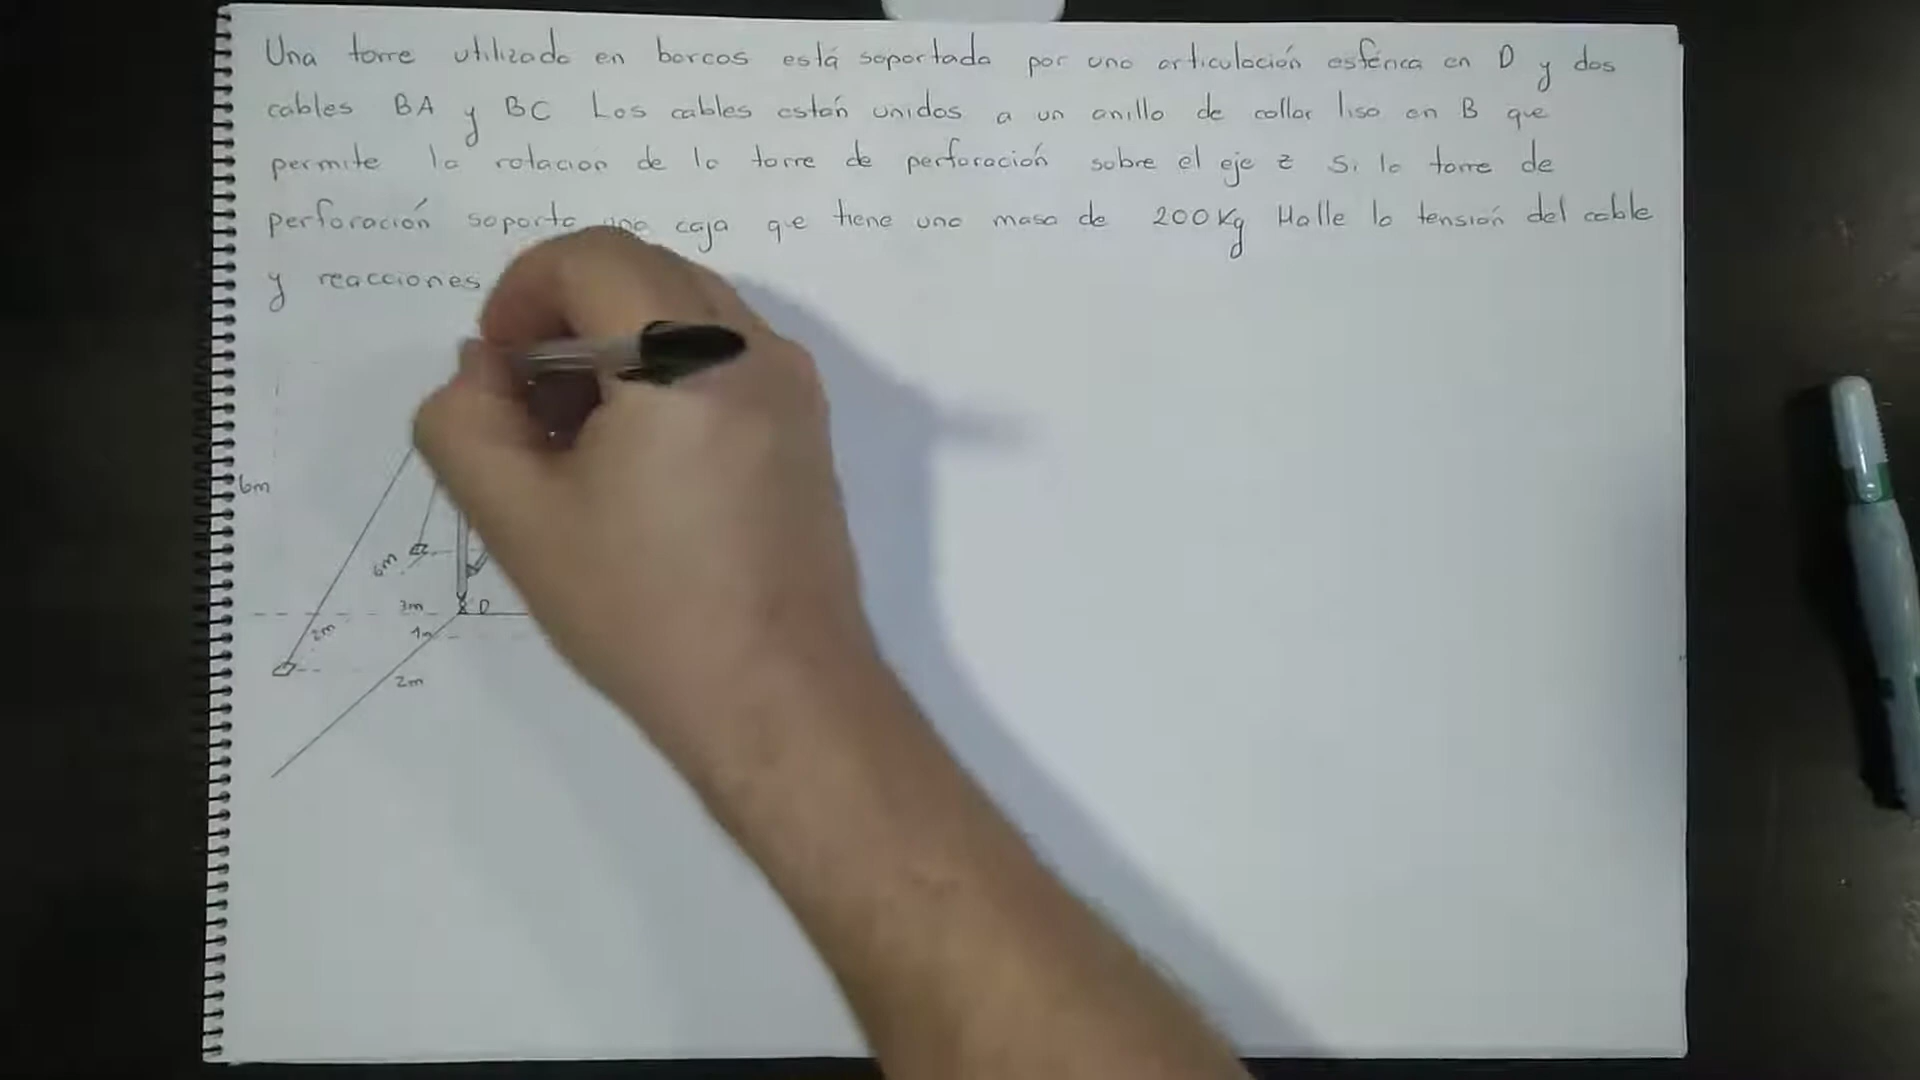 Una torre utilizada en barcos está soportada por una articulación esférica en D y dos
cables BA y BC Los cables están unidos a un anillo de collar liso en B que
permite la rotacion de la torre de perforación sobre el eje z Si la torre de
perforación soporta una caja que tiene una masa de 200Kg Halle la tensión del cable
y reacciones
6m
6m
3m D
1m
2m
2m